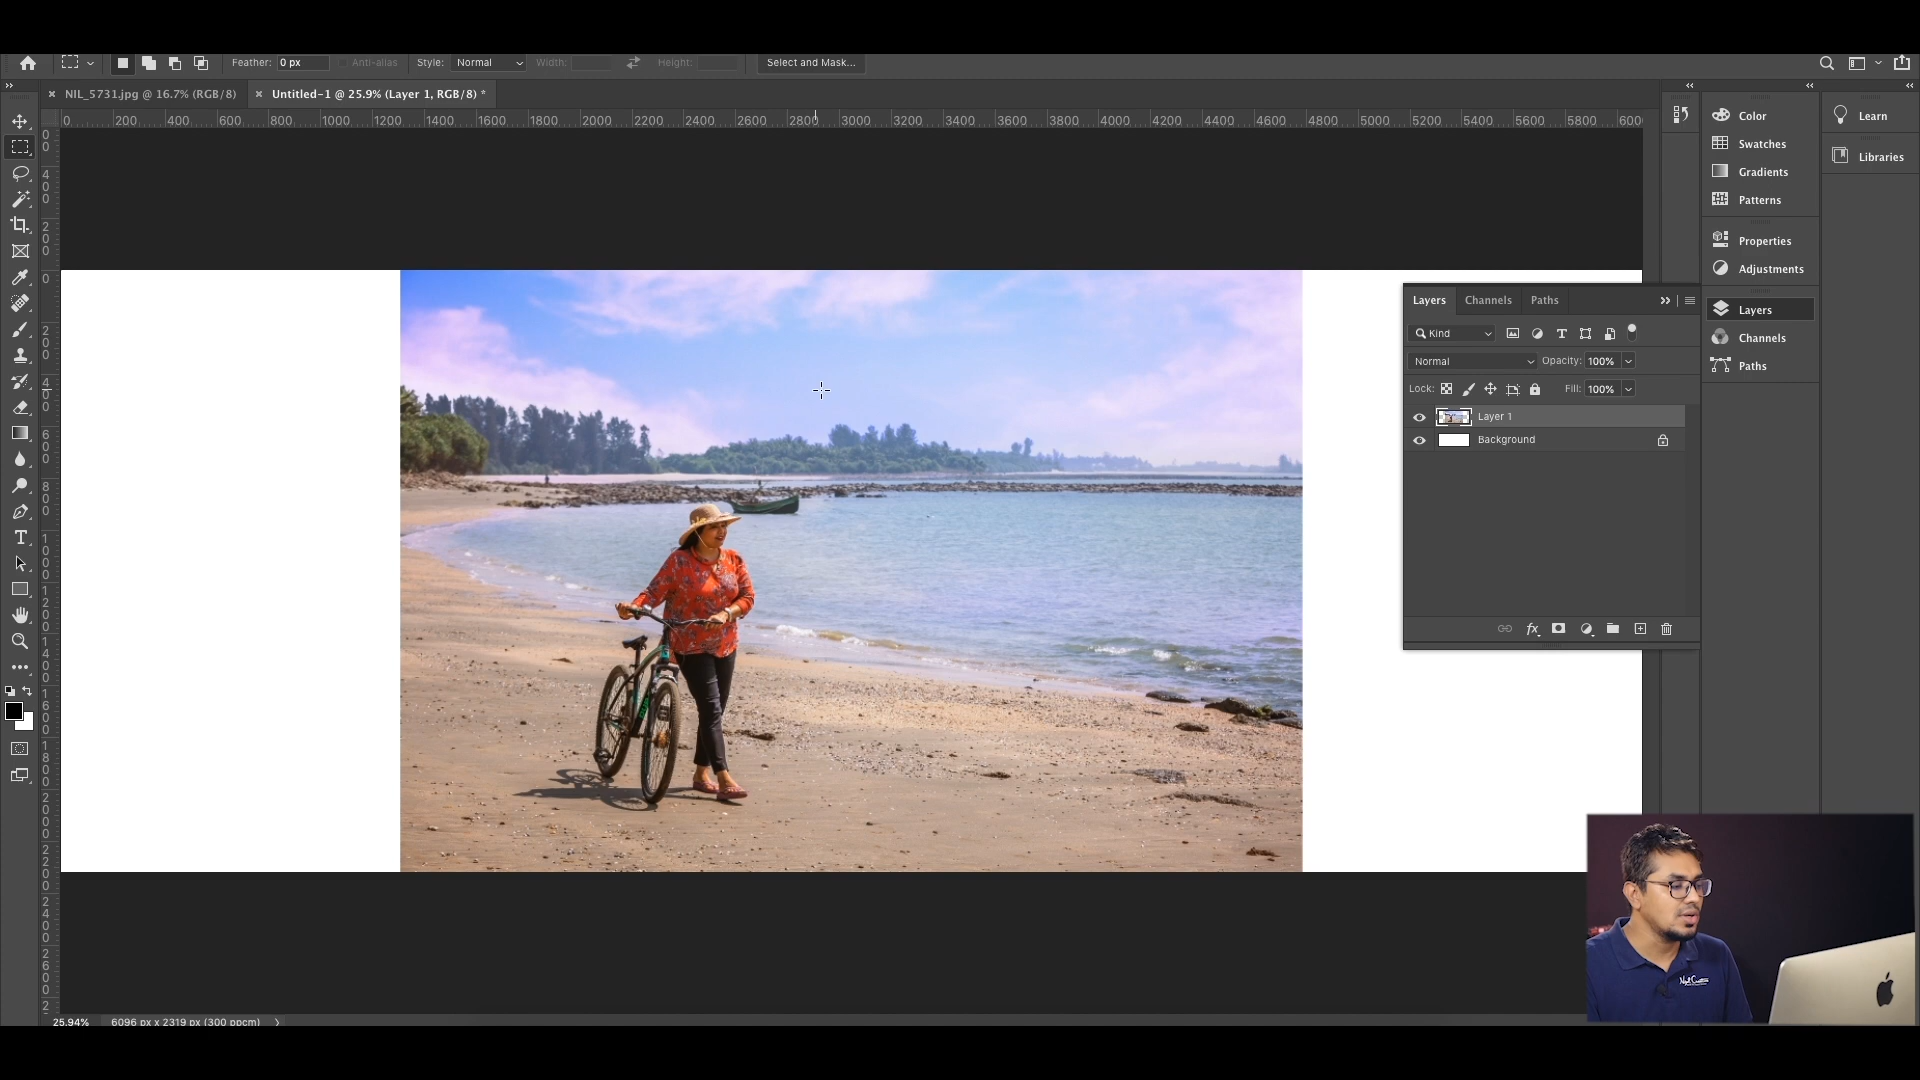 Feather: 0 px Anti-alias Style: Normal Width: Height: Select and Mask...
NIL_5731.jpg @ 16.7% (RGB/8) Untitled-1 @ 25.9% (Layer 1, RGB/8) *
0 200 400 600 800 1000 1200 1400 1600 1800 2000 2200 2400 2600 2800 3000 3200 3400 3600 3800 4000 4200 4400 4600 4800 5000 5200 5400 5600 5800 6000
Color
Swatches
Gradients
Patterns
Properties
Adjustments
Layers
Channels
Paths
Learn
Libraries
Layers Channels Paths
Kind
Normal Opacity: 100%
Lock: Fill: 100%
Layer 1
Background
25.94% 6096 px x 2319 px (300 ppcm)